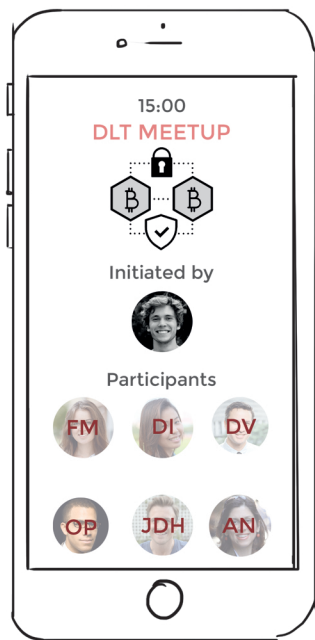 15:00
DLT MEETUP
Initiated by
Participants
FM DI DV
OP JDH AN